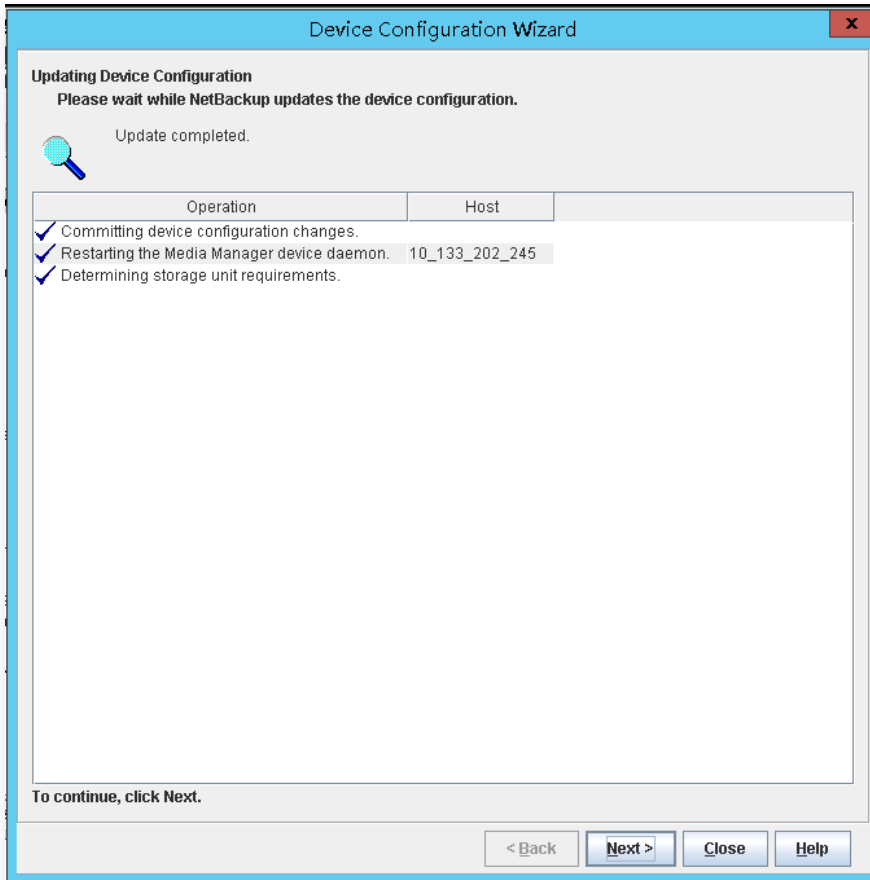 Device Configuration Wizard
x
Updating Device Configuration
Please wait while NetBackup updates the device configuration.
Update completed.
Operation Host
Committing device configuration changes.
Restarting the Media Manager device daemon. 10_133_202_245
Determining storage unit requirements.
To continue, click Next.
< Back Next > Close Help